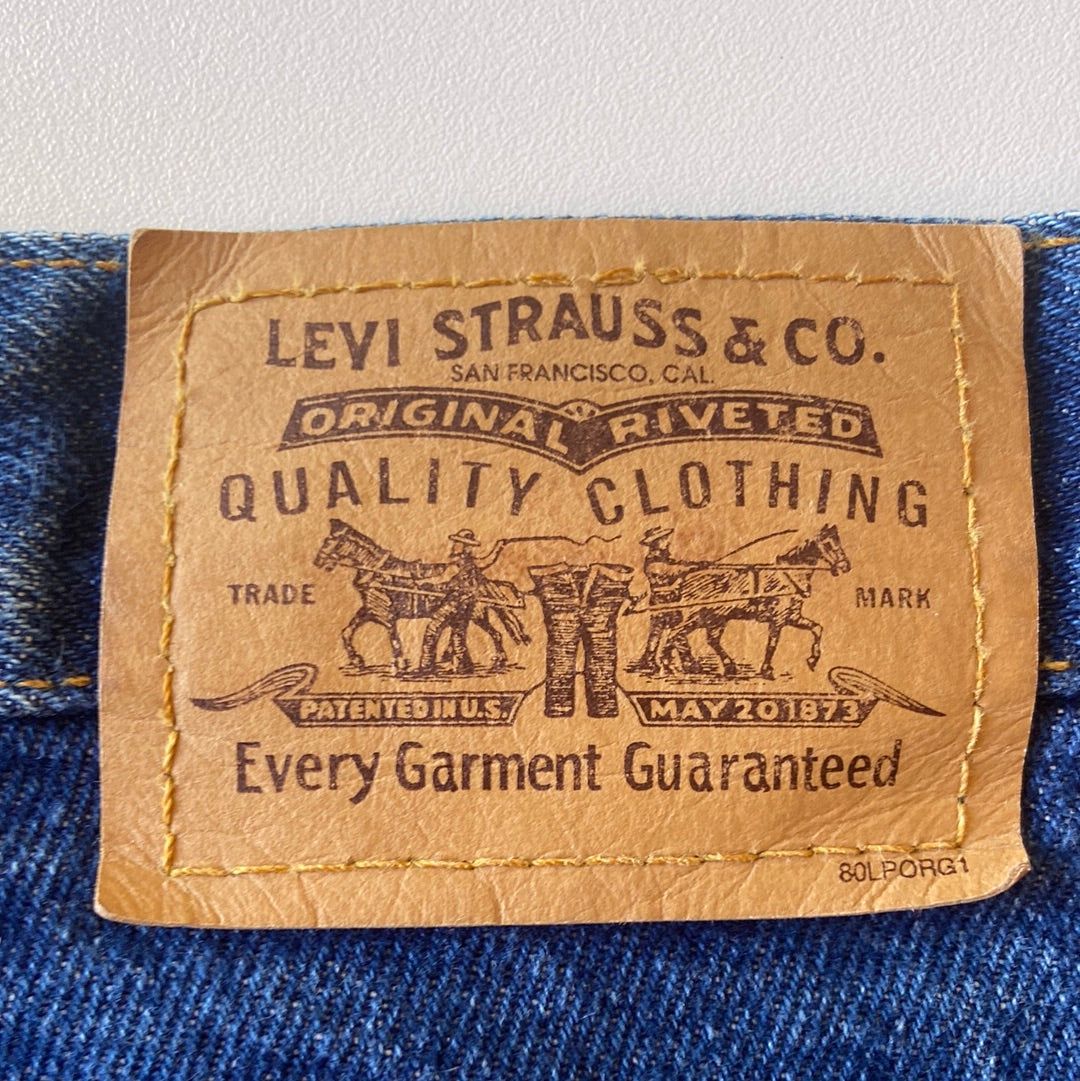 LEVI STRAUSS & CO.
SAN FRANCISCO, CAL.
ORIGINAL RIVETED
QUALITY CLOTHING
TRADE MARK
PATENTED IN U.S. MAY 20 1873
Every Garment Guaranteed
80LPORG1